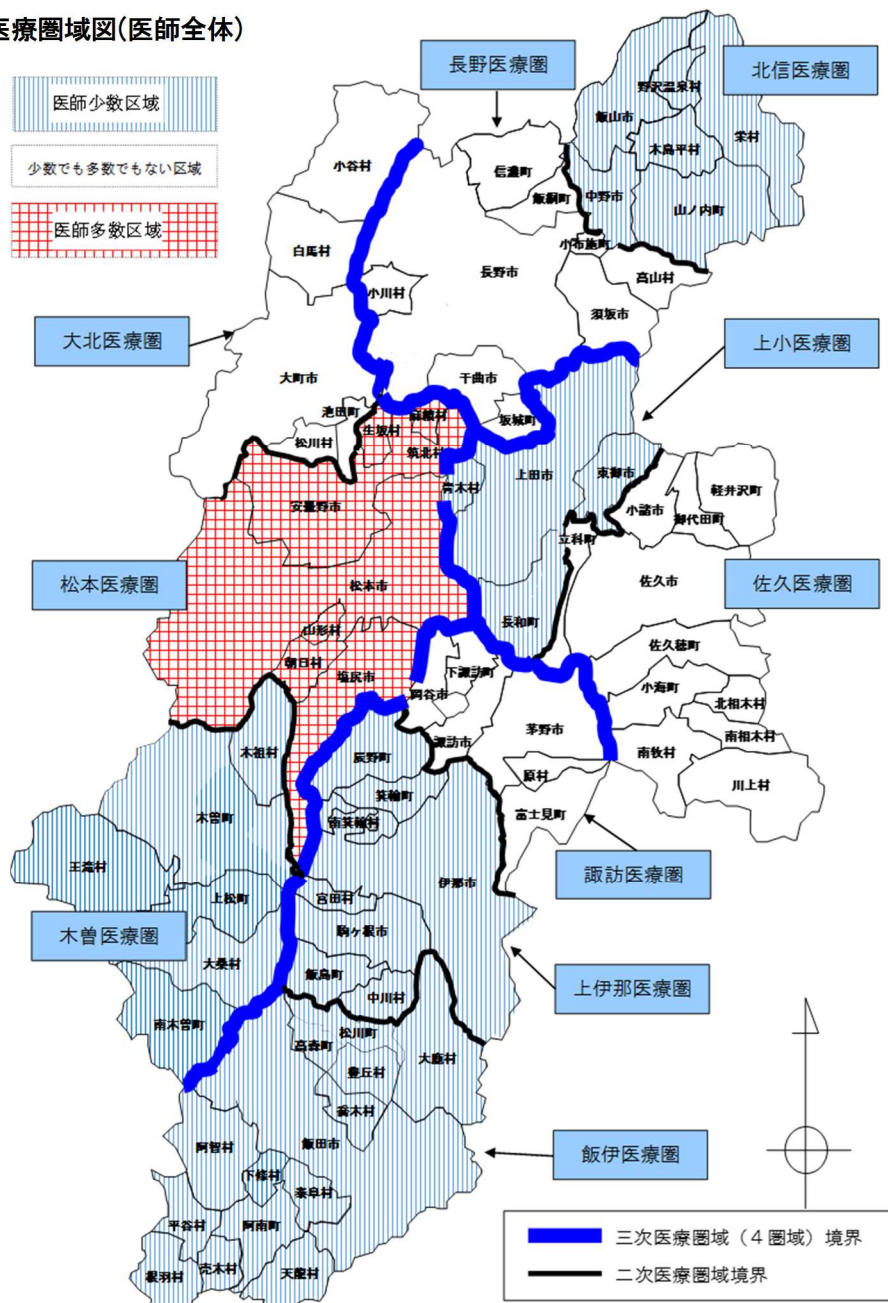 医療圏域図(医師全体)
医師少数区域
少数でも多数でもない区域
医師多数区域
長野医療圏
北信医療圏
大北医療圏
上小医療圏
松本医療圏
佐久医療圏
木曽医療圏
諏訪医療圏
上伊那医療圏
飯伊医療圏
野沢温泉村
飯山市
栄村
木島平村
中野市
山ノ内町
小谷村
信濃町
飯綱町
小布施町
高山村
白馬村
小川村
長野市
須坂市
大町市
千曲市
坂城町
池田町
松川村
生坂村
麻績村
筑北村
青木村
上田市
東御市
小諸市
御代田町
軽井沢町
安曇野市
立科町
佐久市
松本市
長和町
山形村
朝日村
塩尻市
下諏訪町
岡谷市
佐久穂町
小海町
北相木村
南相木村
南牧村
川上村
茅野市
諏訪市
原村
富士見町
木祖村
辰野町
箕輪町
南箕輪村
木曽町
王滝村
上松町
伊那市
宮田村
駒ヶ根市
大桑村
飯島町
中川村
南木曽町
松川町
高森町
大鹿村
豊丘村
喬木村
阿智村
飯田市
下條村
泰阜村
平谷村
阿南町
根羽村
売木村
天龍村
三次医療圏域（４圏域）境界
二次医療圏域境界